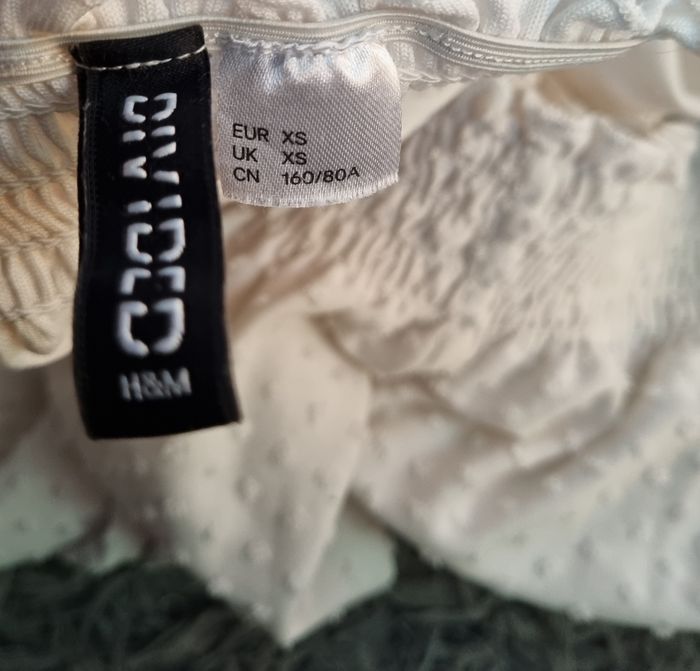 DIVIDED
H&M
EUR XS
UK XS
CN 160/80A